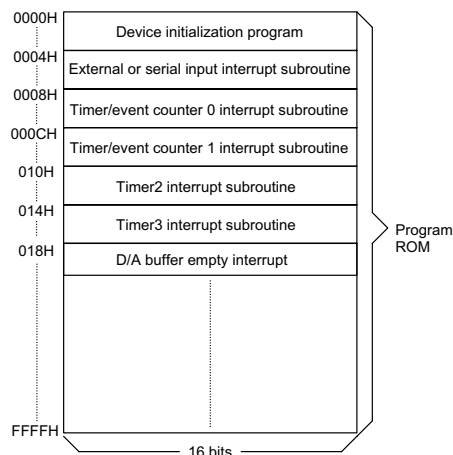 0000H
Device initialization program
0004H
External or serial input interrupt subroutine
0008H
Timer/event counter 0 interrupt subroutine
000CH
Timer/event counter 1 interrupt subroutine
010H
Timer2 interrupt subroutine
014H
Timer3 interrupt subroutine
018H
D/A buffer empty interrupt
Program
ROM
FFFFH
16 bits